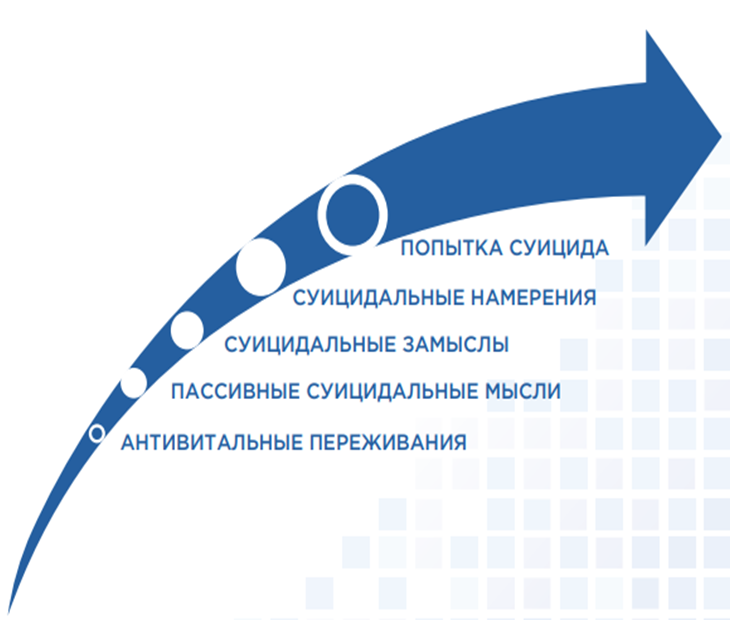 ПОПЫТКА СУИЦИДА
СУИЦИДАЛЬНЫЕ НАМЕРЕНИЯ
СУИЦИДАЛЬНЫЕ ЗАМЫСЛЫ
ПАССИВНЫЕ СУИЦИДАЛЬНЫЕ МЫСЛИ
АНТИВИТАЛЬНЫЕ ПЕРЕЖИВАНИЯ